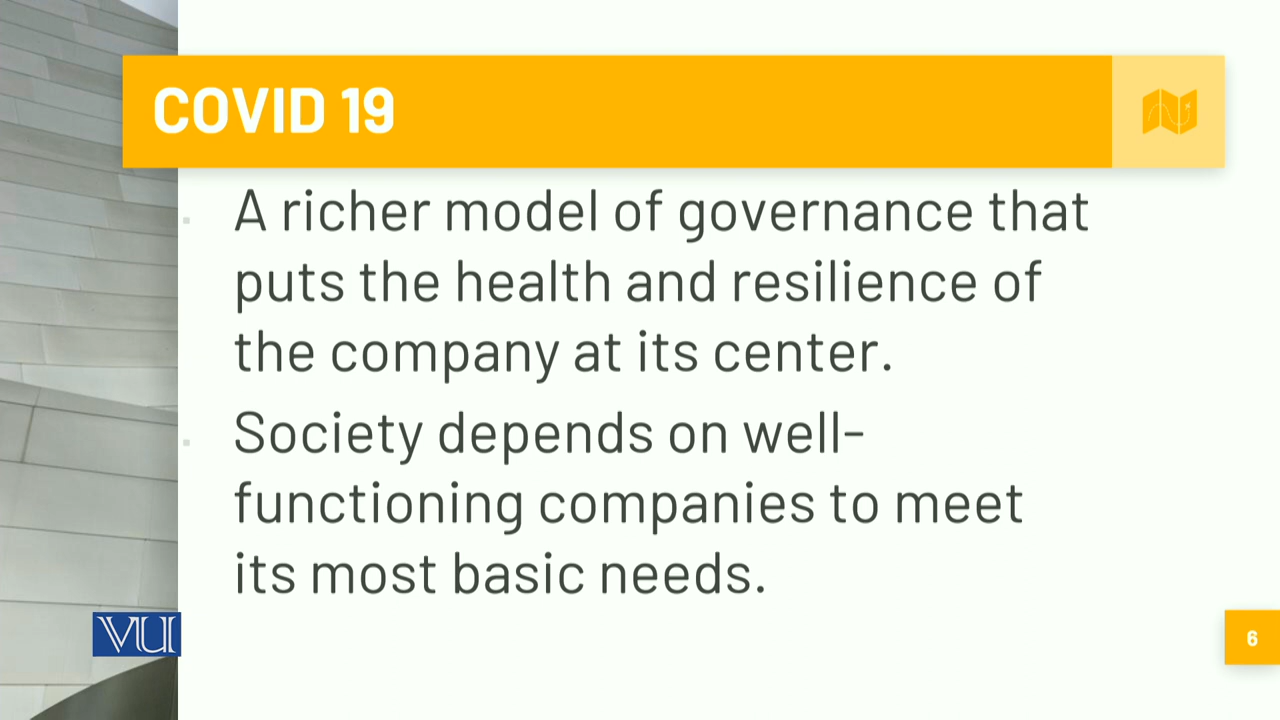 COVID 19
A richer model of governance that
puts the health and resilience of
the company at its center.
Society depends on well-
functioning companies to meet
its most basic needs.
VU
6